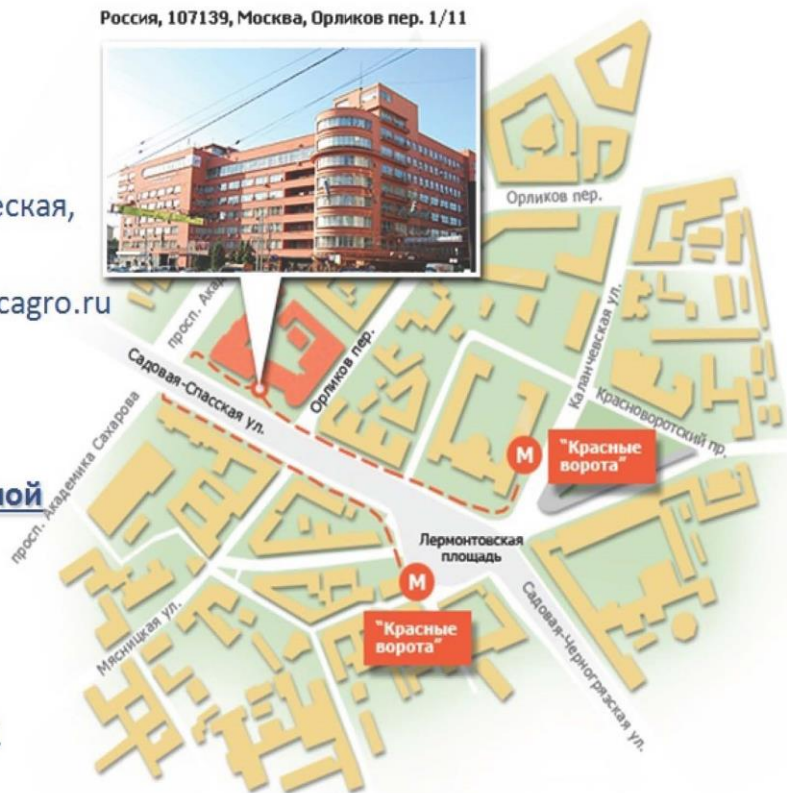 Россия, 107139, Москва, Орликов пер. 1/11
еская,
cagro.ru
ной
Орликов пер.
просп. Ака
Садовая-Спасская ул.
Орликов пер.
Каланчевская ул.
Красноворотский пр.
просп. Академика Сахарова
М
"Красные
ворота"
Лермонтовская
площадь
М
"Красные
ворота"
Мясницкая ул.
Садовая-Черногрязская ул.